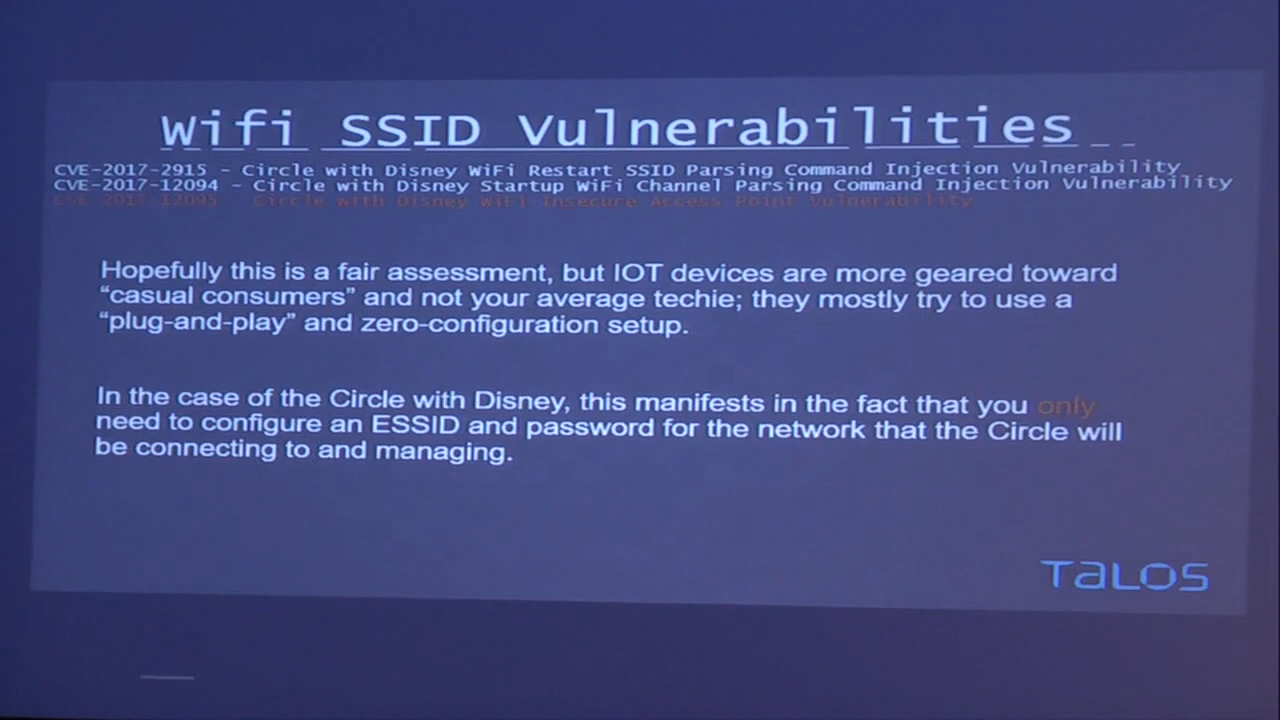 Wifi SSID Vulnerabilities__
CVE-2017-2915 - Circle with Disney WiFi Restart SSID Parsing Command Injection Vulnerability
CVE-2017-12094 - Circle with Disney Startup WiFi Channel Parsing Command Injection Vulnerability
CVE-2017-12095 - Circle with Disney WiFi Insecure Access Point Vulnerability
Hopefully this is a fair assessment, but IOT devices are more geared toward
“casual consumers” and not your average techie; they mostly try to use a
“plug-and-play” and zero-configuration setup.
In the case of the Circle with Disney, this manifests in the fact that you only
need to configure an ESSID and password for the network that the Circle will
be connecting to and managing.
TALOS